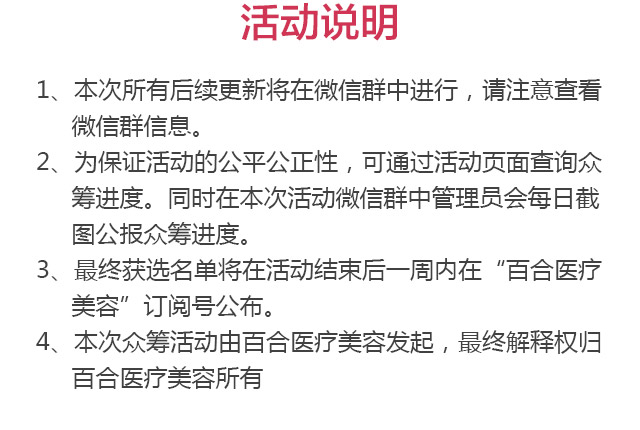 活动说明
1、本次所有后续更新将在微信群中进行，请注意查看
微信群信息。
2、为保证活动的公平公正性，可通过活动页面查询众
筹进度。同时在本次活动微信群中管理员会每日截
图公报众筹进度。
3、最终获选名单将在活动结束后一周内在“百合医疗
美容”订阅号公布。
4、本次众筹活动由百合医疗美容发起，最终解释权归
百合医疗美容所有